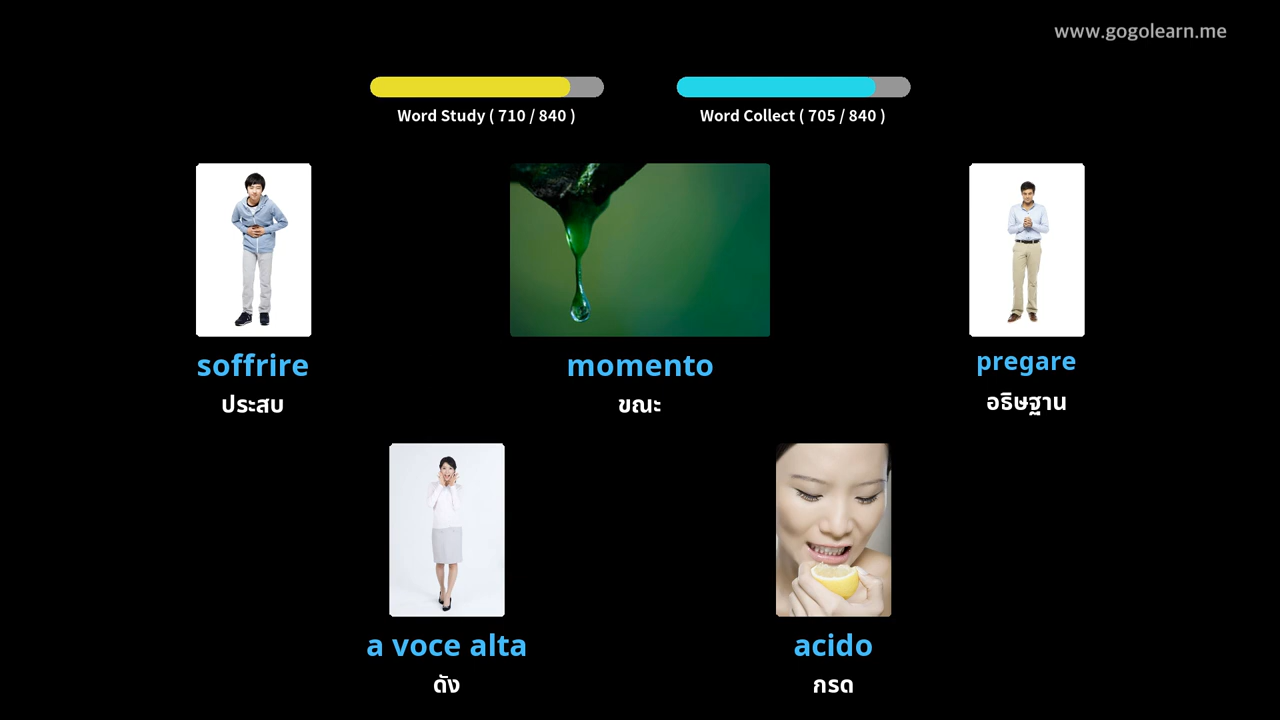 www.gogolearn.me
Word Study ( 710 / 840 )
Word Collect ( 705 / 840 )
soffrire
ประสบ
momento
ขณะ
pregare
อธิษฐาน
a voce alta
ดัง
acido
กรด